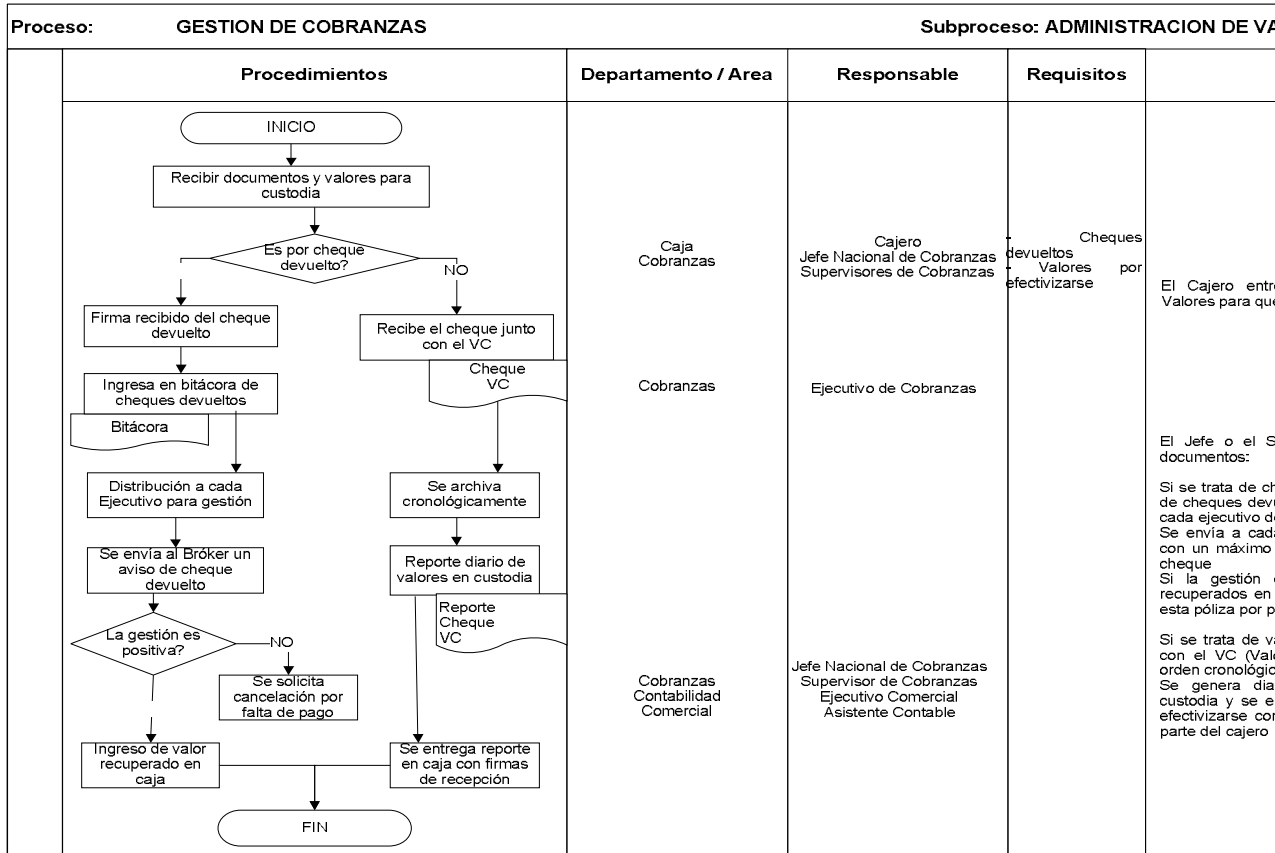 Proceso: GESTION DE COBRANZAS
Subproceso: ADMINISTRACION DE VA
Procedimientos
Departamento / Area
Responsable
Requisitos
INICIO
Recibir documentos y valores para
custodia
Es por cheque
devuelto?
NO
Firma recibido del cheque
devuelto
Recibe el cheque junto
con el VC
Cheque
VC
Ingresa en bitácora de
cheques devueltos
Bitácora
Distribución a cada
Ejecutivo para gestión
Se archiva
cronológicamente
Se envía al Bróker un
aviso de cheque
devuelto
Reporte diario de
valores en custodia
Reporte
Cheque
VC
La gestión es
positiva?
NO
Se solicita
cancelación por
falta de pago
Ingreso de valor
recuperado en
caja
Se entrega reporte
en caja con firmas
de recepción
FIN
Caja
Cobranzas
Cobranzas
Cobranzas
Contabilidad
Comercial
Cajero
Jefe Nacional de Cobranzas
Supervisores de Cobranzas
Ejecutivo de Cobranzas
Jefe Nacional de Cobranzas
Supervisor de Cobranzas
Ejecutivo Comercial
Asistente Contable
- Cheques
devueltos
- Valores por
efectivizarse
El Cajero entre
Valores para que
El Jefe o el S
documentos:
Si se trata de ch
de cheques devu
cada ejecutivo de
Se envía a cada
con un máximo
cheque
Si la gestión e
recuperados en
esta póliza por p
Si se trata de va
con el VC (Valo
orden cronológic
Se genera dia
custodia y se e
efectivizarse con
parte del cajero